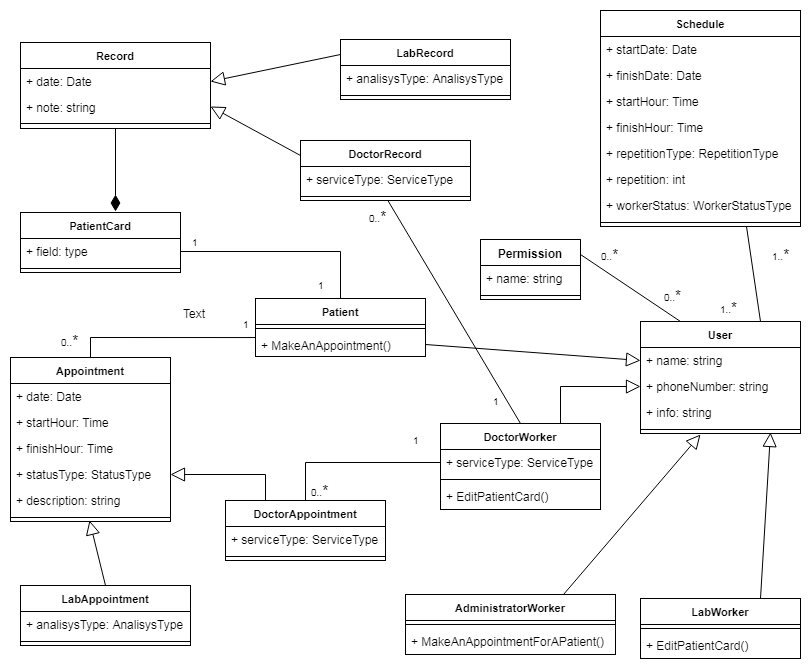 Record
+ date: Date
+ note: string
LabRecord
+ analisysType: AnalisysType
Schedule
+ startDate: Date
+ finishDate: Date
+ startHour: Time
+ finishHour: Time
+ repetitionType: RepetitionType
+ repetition: int
+ workerStatus: WorkerStatusType
DoctorRecord
+ serviceType: ServiceType
0..*
PatientCard
+ field: type
1
1
Permission
+ name: string
0..*
0..*
1..*
1..*
Text
1
0..*
Patient
+ MakeAnAppointment()
User
+ name: string
+ phoneNumber: string
+ info: string
Appointment
+ date: Date
+ startHour: Time
+ finishHour: Time
+ statusType: StatusType
+ description: string
1
DoctorWorker
+ serviceType: ServiceType
+ EditPatientCard()
1
0..*
DoctorAppointment
+ serviceType: ServiceType
LabAppointment
+ analisysType: AnalisysType
AdministratorWorker
+ MakeAnAppointmentForAPatient()
LabWorker
+ EditPatientCard()